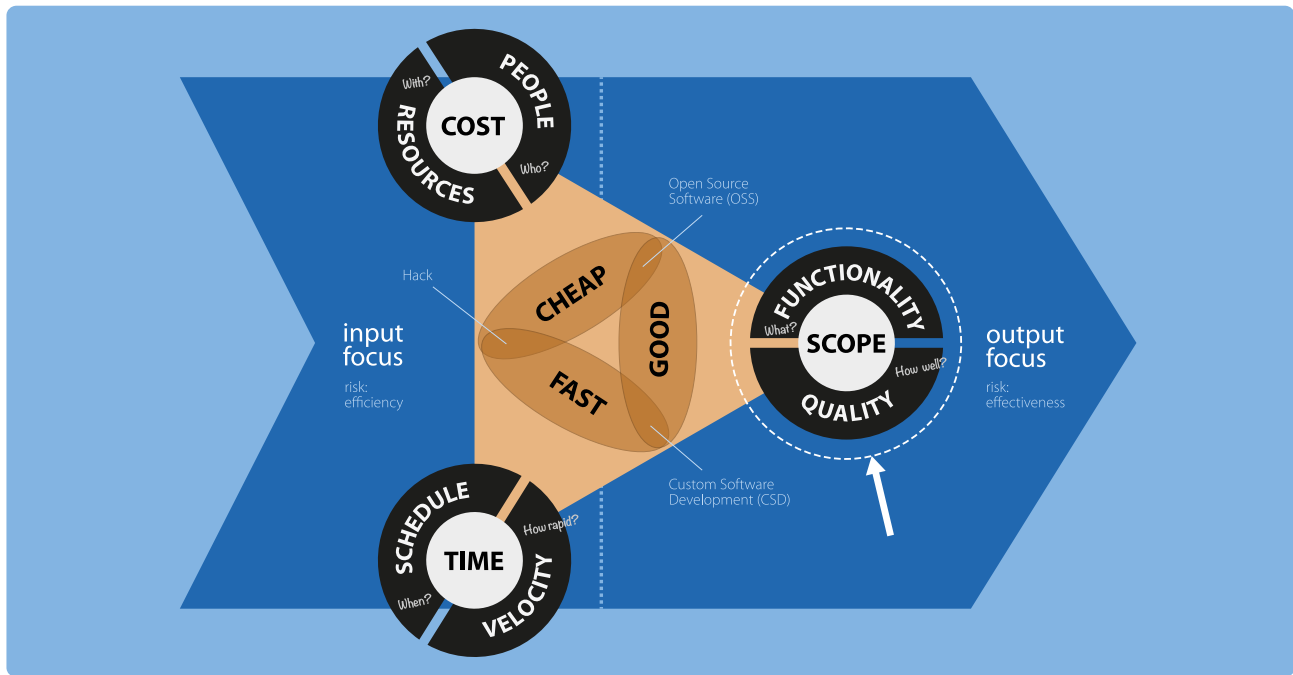 PEOPLE
With?
COST
RESOURCES
Who?
Open Source
Software (OSS)
Hack
CHEAP
GOOD
FAST
input
focus
risk:
efficiency
FUNCTIONALITY
What?
SCOPE
How well?
QUALITY
output
focus
risk:
effectiveness
Custom Software
Development (CSD)
SCHEDULE
How rapid?
TIME
When?
VELOCITY